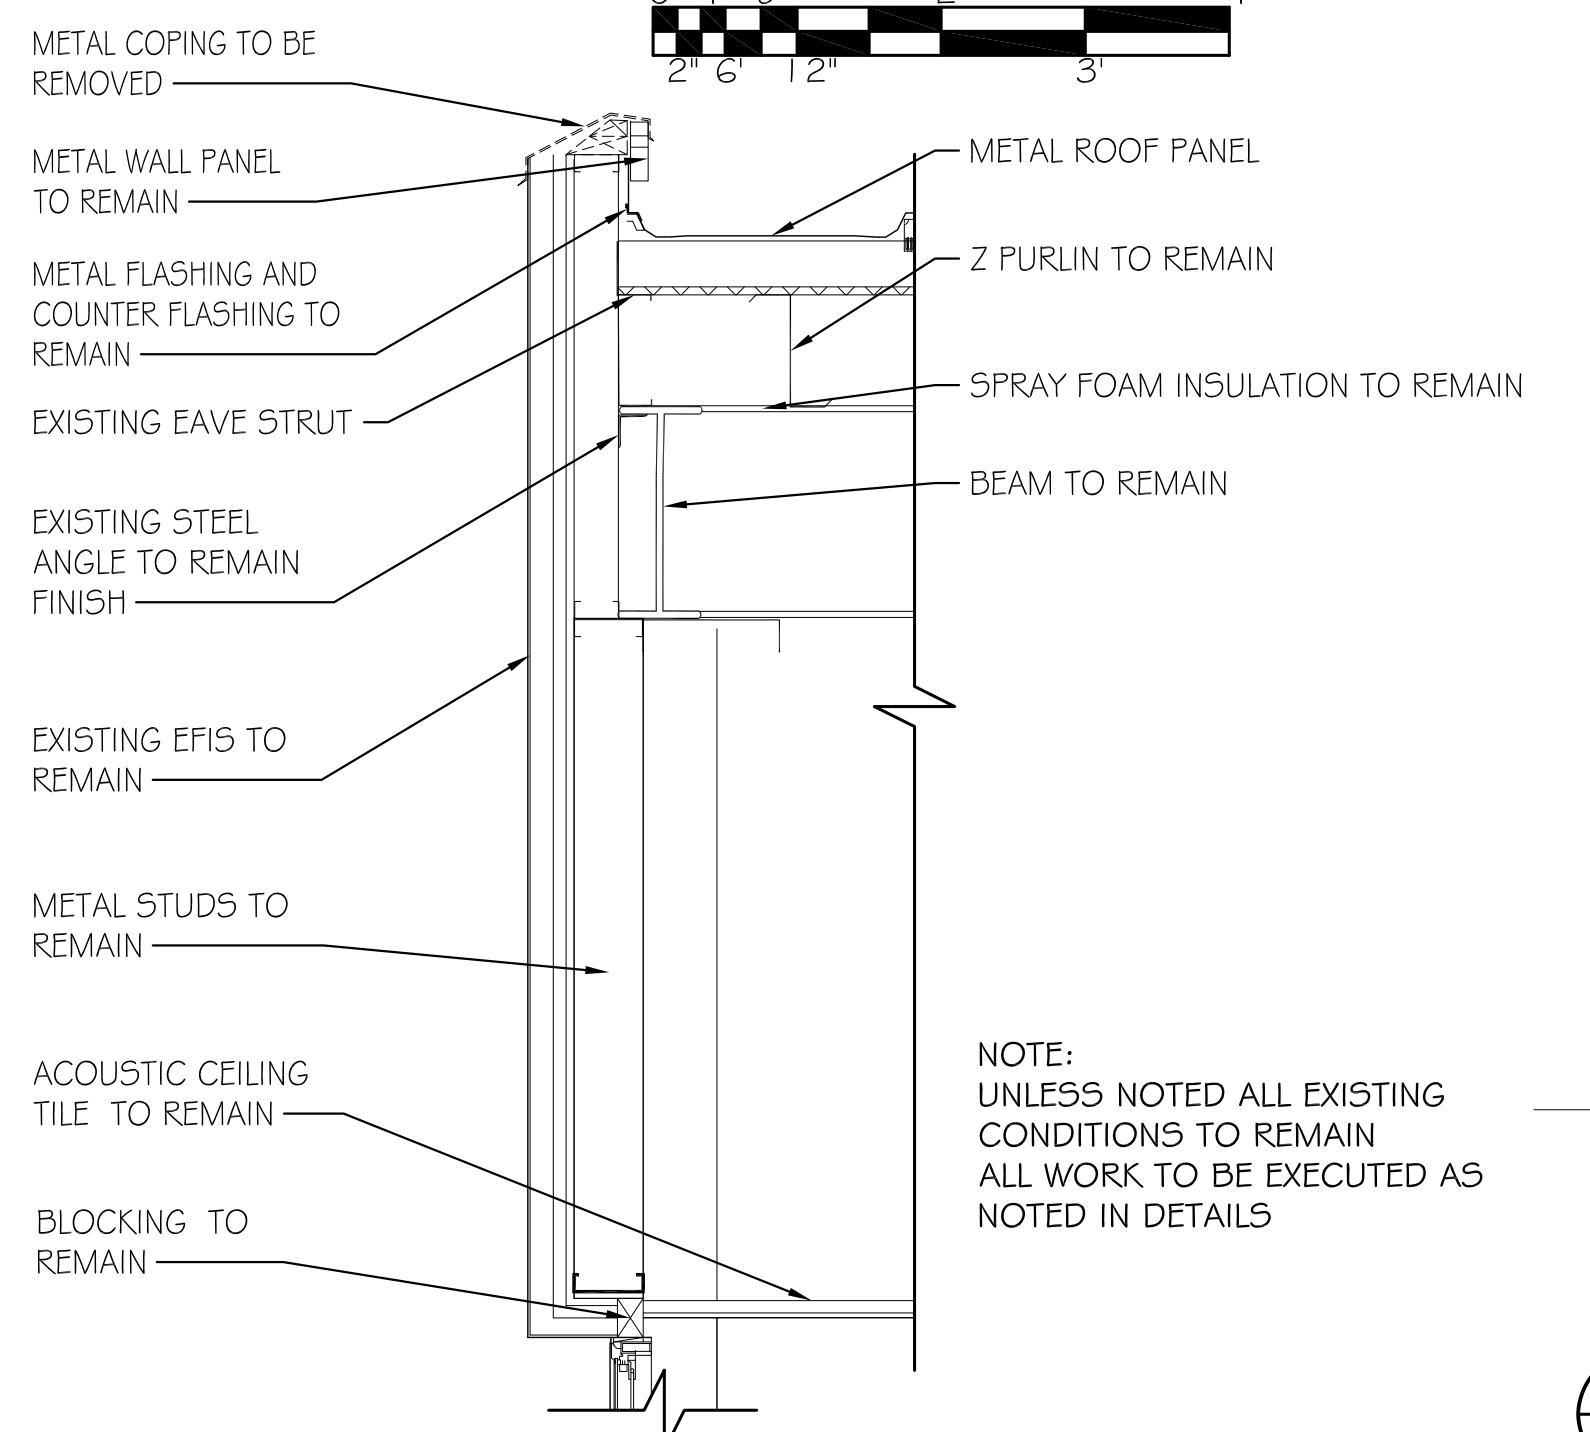 2" 6' 12" 3'
METAL COPING TO BE
REMOVED
METAL WALL PANEL
TO REMAIN
METAL FLASHING AND
COUNTER FLASHING TO
REMAIN
EXISTING EAVE STRUT
EXISTING STEEL
ANGLE TO REMAIN
FINISH
EXISTING EFIS TO
REMAIN
METAL STUDS TO
REMAIN
ACOUSTIC CEILING
TILE TO REMAIN
BLOCKING TO
REMAIN
METAL ROOF PANEL
Z PURLIN TO REMAIN
SPRAY FOAM INSULATION TO REMAIN
BEAM TO REMAIN
NOTE:
UNLESS NOTED ALL EXISTING
CONDITIONS TO REMAIN
ALL WORK TO BE EXECUTED AS
NOTED IN DETAILS